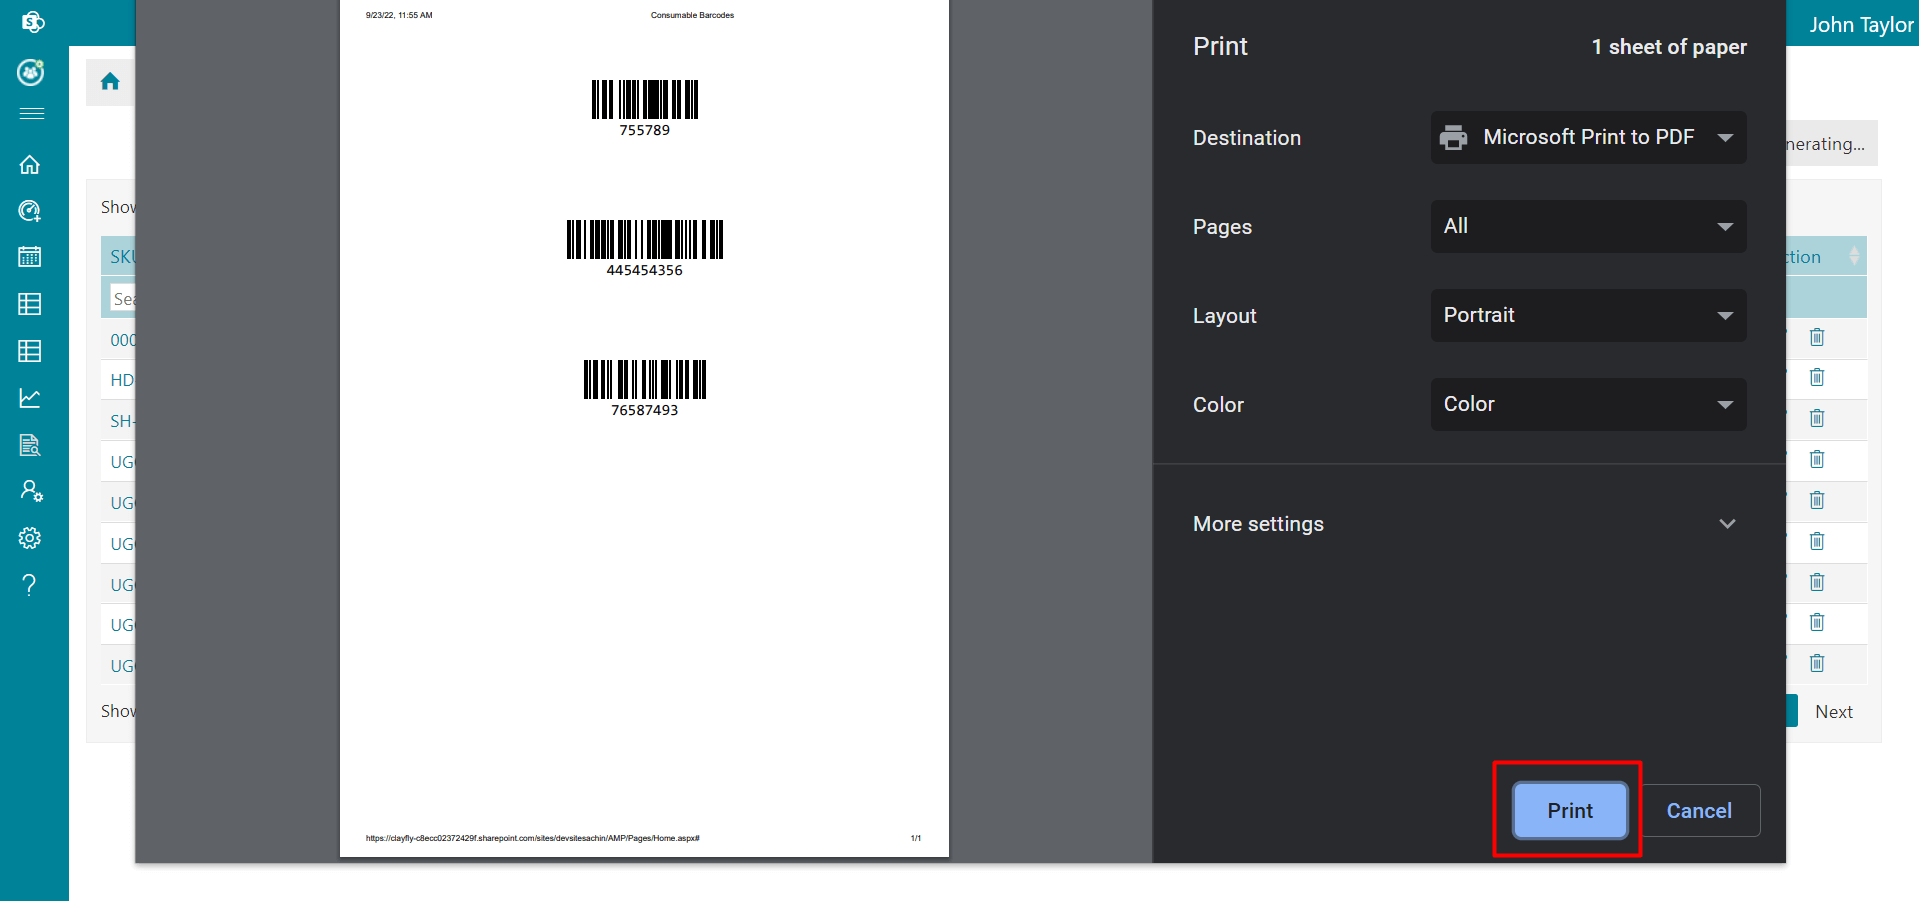 John Taylor
9/23/22, 11:55 AM
Consumable Barcodes
755789
445454356
76587493
https://clayfly-c8ecc02372429f.sharepoint.com/sites/devsitesachin/AMP/Pages/Home.aspx#
1/1
Print
1 sheet of paper
Destination
Microsoft Print to PDF
Pages
All
Layout
Portrait
Color
Color
More settings
Print
Cancel
nerating...
Show
SKU
ction
Sea
000
HD
SH-
UG
UG
UG
UG
UG
UG
Show
Next